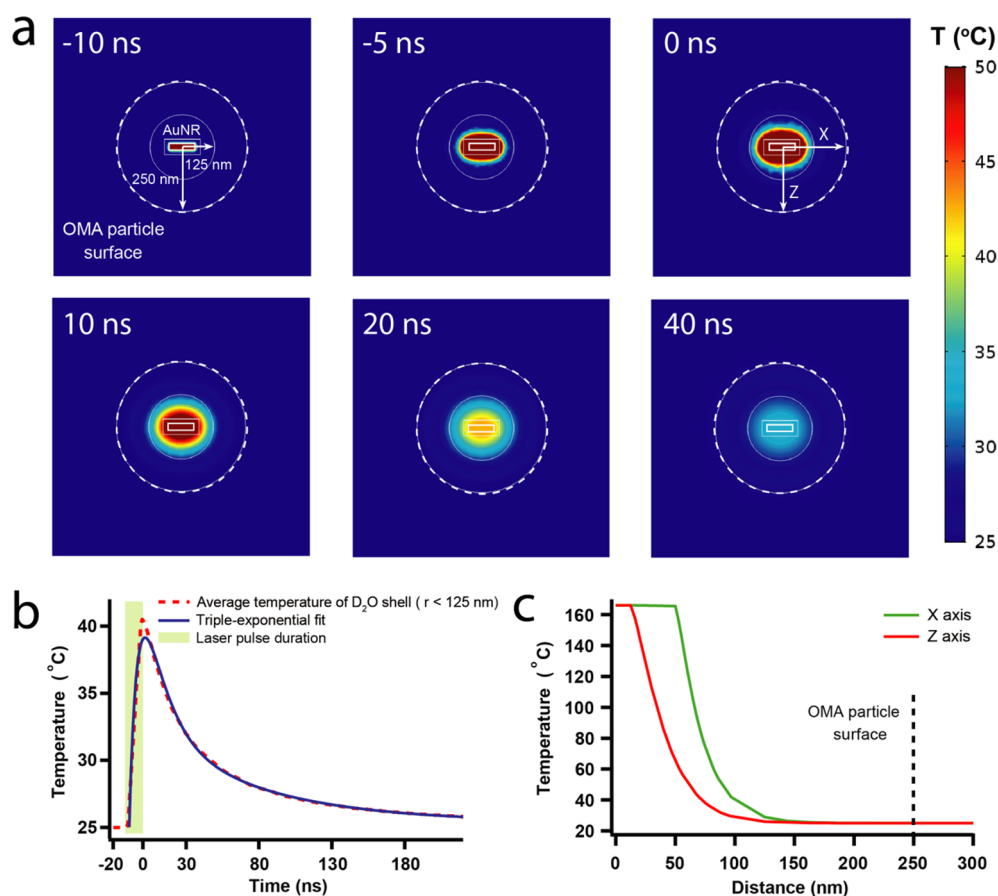 a
-10 ns
-5 ns
0 ns
T (°C)
AuNR
125 nm
250 nm
OMA particle
surface
X
Z
50
45
40
35
30
25
10 ns
20 ns
40 ns
b
Average temperature of D₂O shell ( r < 125 nm)
Triple-exponential fit
Laser pulse duration
Temperature ( °C)
40
35
30
25
-20
0
30
80
130
180
Time (ns)
c
X axis
Z axis
OMA particle
surface
Temperature ( °C)
160
140
120
100
80
60
40
20
0
50
100
150
200
250
300
Distance (nm)